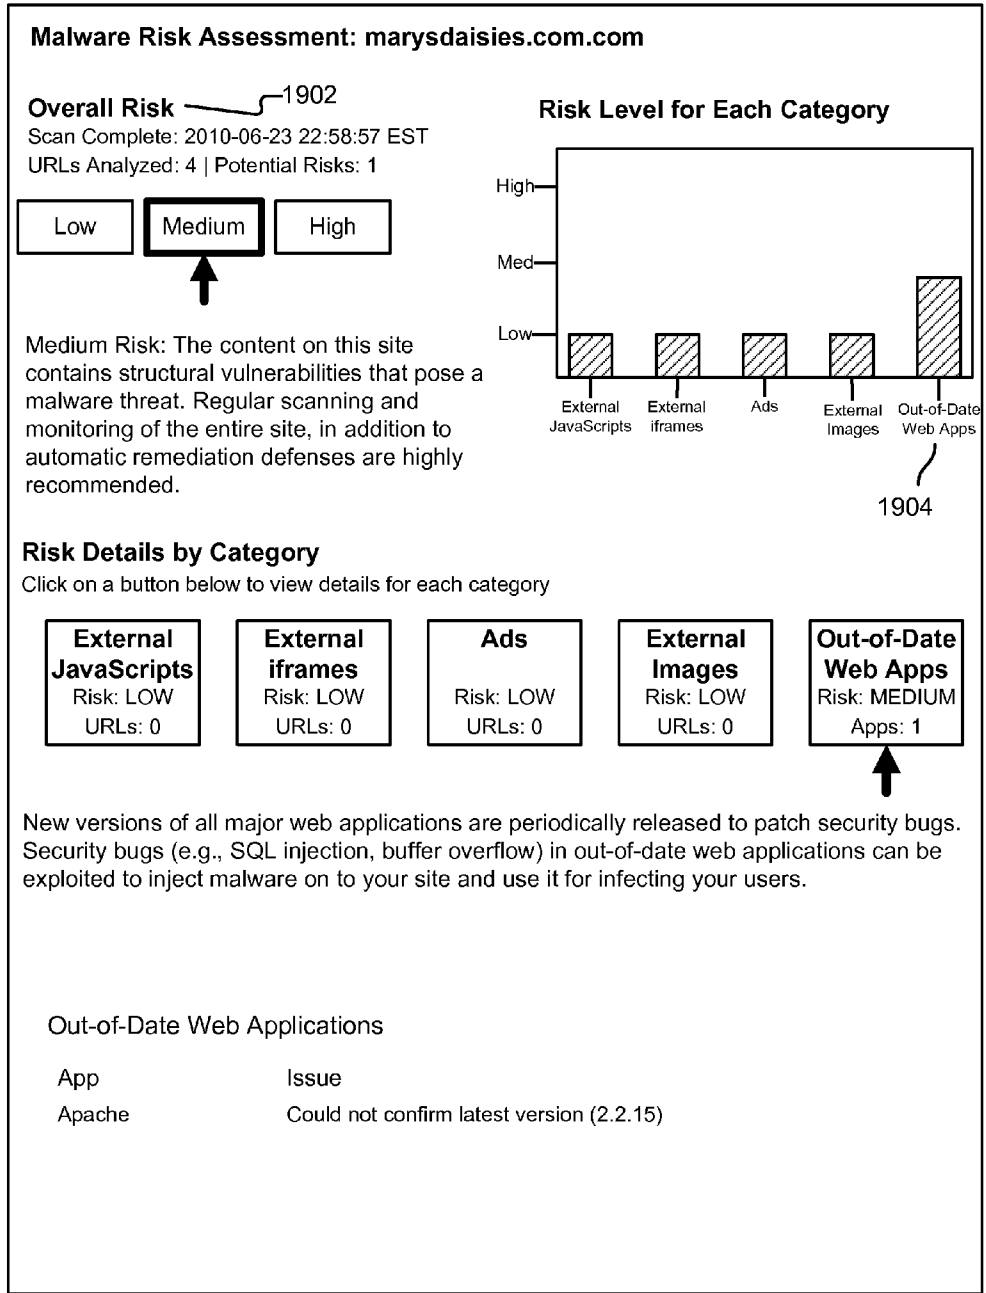 Malware Risk Assessment: marysdaisies.com.com
Overall Risk
1902
Scan Complete: 2010-06-23 22:58:57 EST
URLs Analyzed: 4 | Potential Risks: 1
Low
Medium
High
Medium Risk: The content on this site
contains structural vulnerabilities that pose a
malware threat. Regular scanning and
monitoring of the entire site, in addition to
automatic remediation defenses are highly
recommended.
Risk Level for Each Category
High
Med
Low
External
JavaScripts
External
iframes
Ads
External
Images
Out-of-Date
Web Apps
1904
Risk Details by Category
Click on a button below to view details for each category
External
JavaScripts
Risk: LOW
URLs: 0
External
iframes
Risk: LOW
URLs: 0
Ads
Risk: LOW
URLs: 0
External
Images
Risk: LOW
URLs: 0
Out-of-Date
Web Apps
Risk: MEDIUM
Apps: 1
New versions of all major web applications are periodically released to patch security bugs.
Security bugs (e.g., SQL injection, buffer overflow) in out-of-date web applications can be
exploited to inject malware on to your site and use it for infecting your users.
Out-of-Date Web Applications
App Issue
Apache Could not confirm latest version (2.2.15)